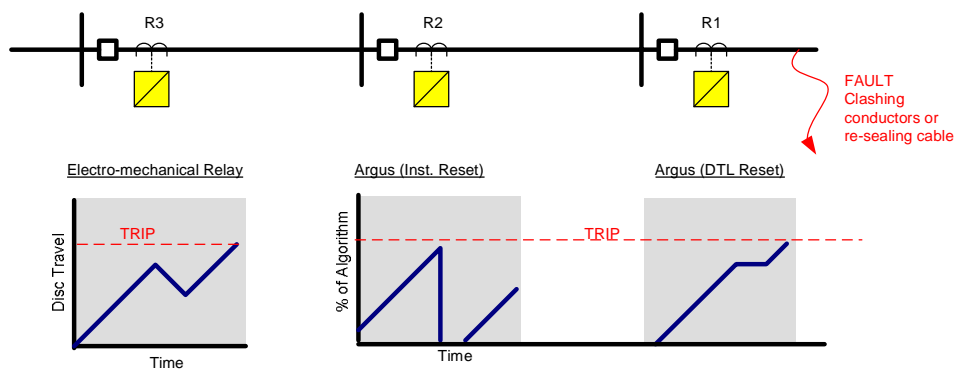 R3
R2
R1
FAULT
Clashing
conductors or
re-sealing cable
Electro-mechanical Relay
Argus (Inst. Reset)
Argus (DTL Reset)
TRIP
TRIP
Disc Travel
% of Algorithm
Time
Time